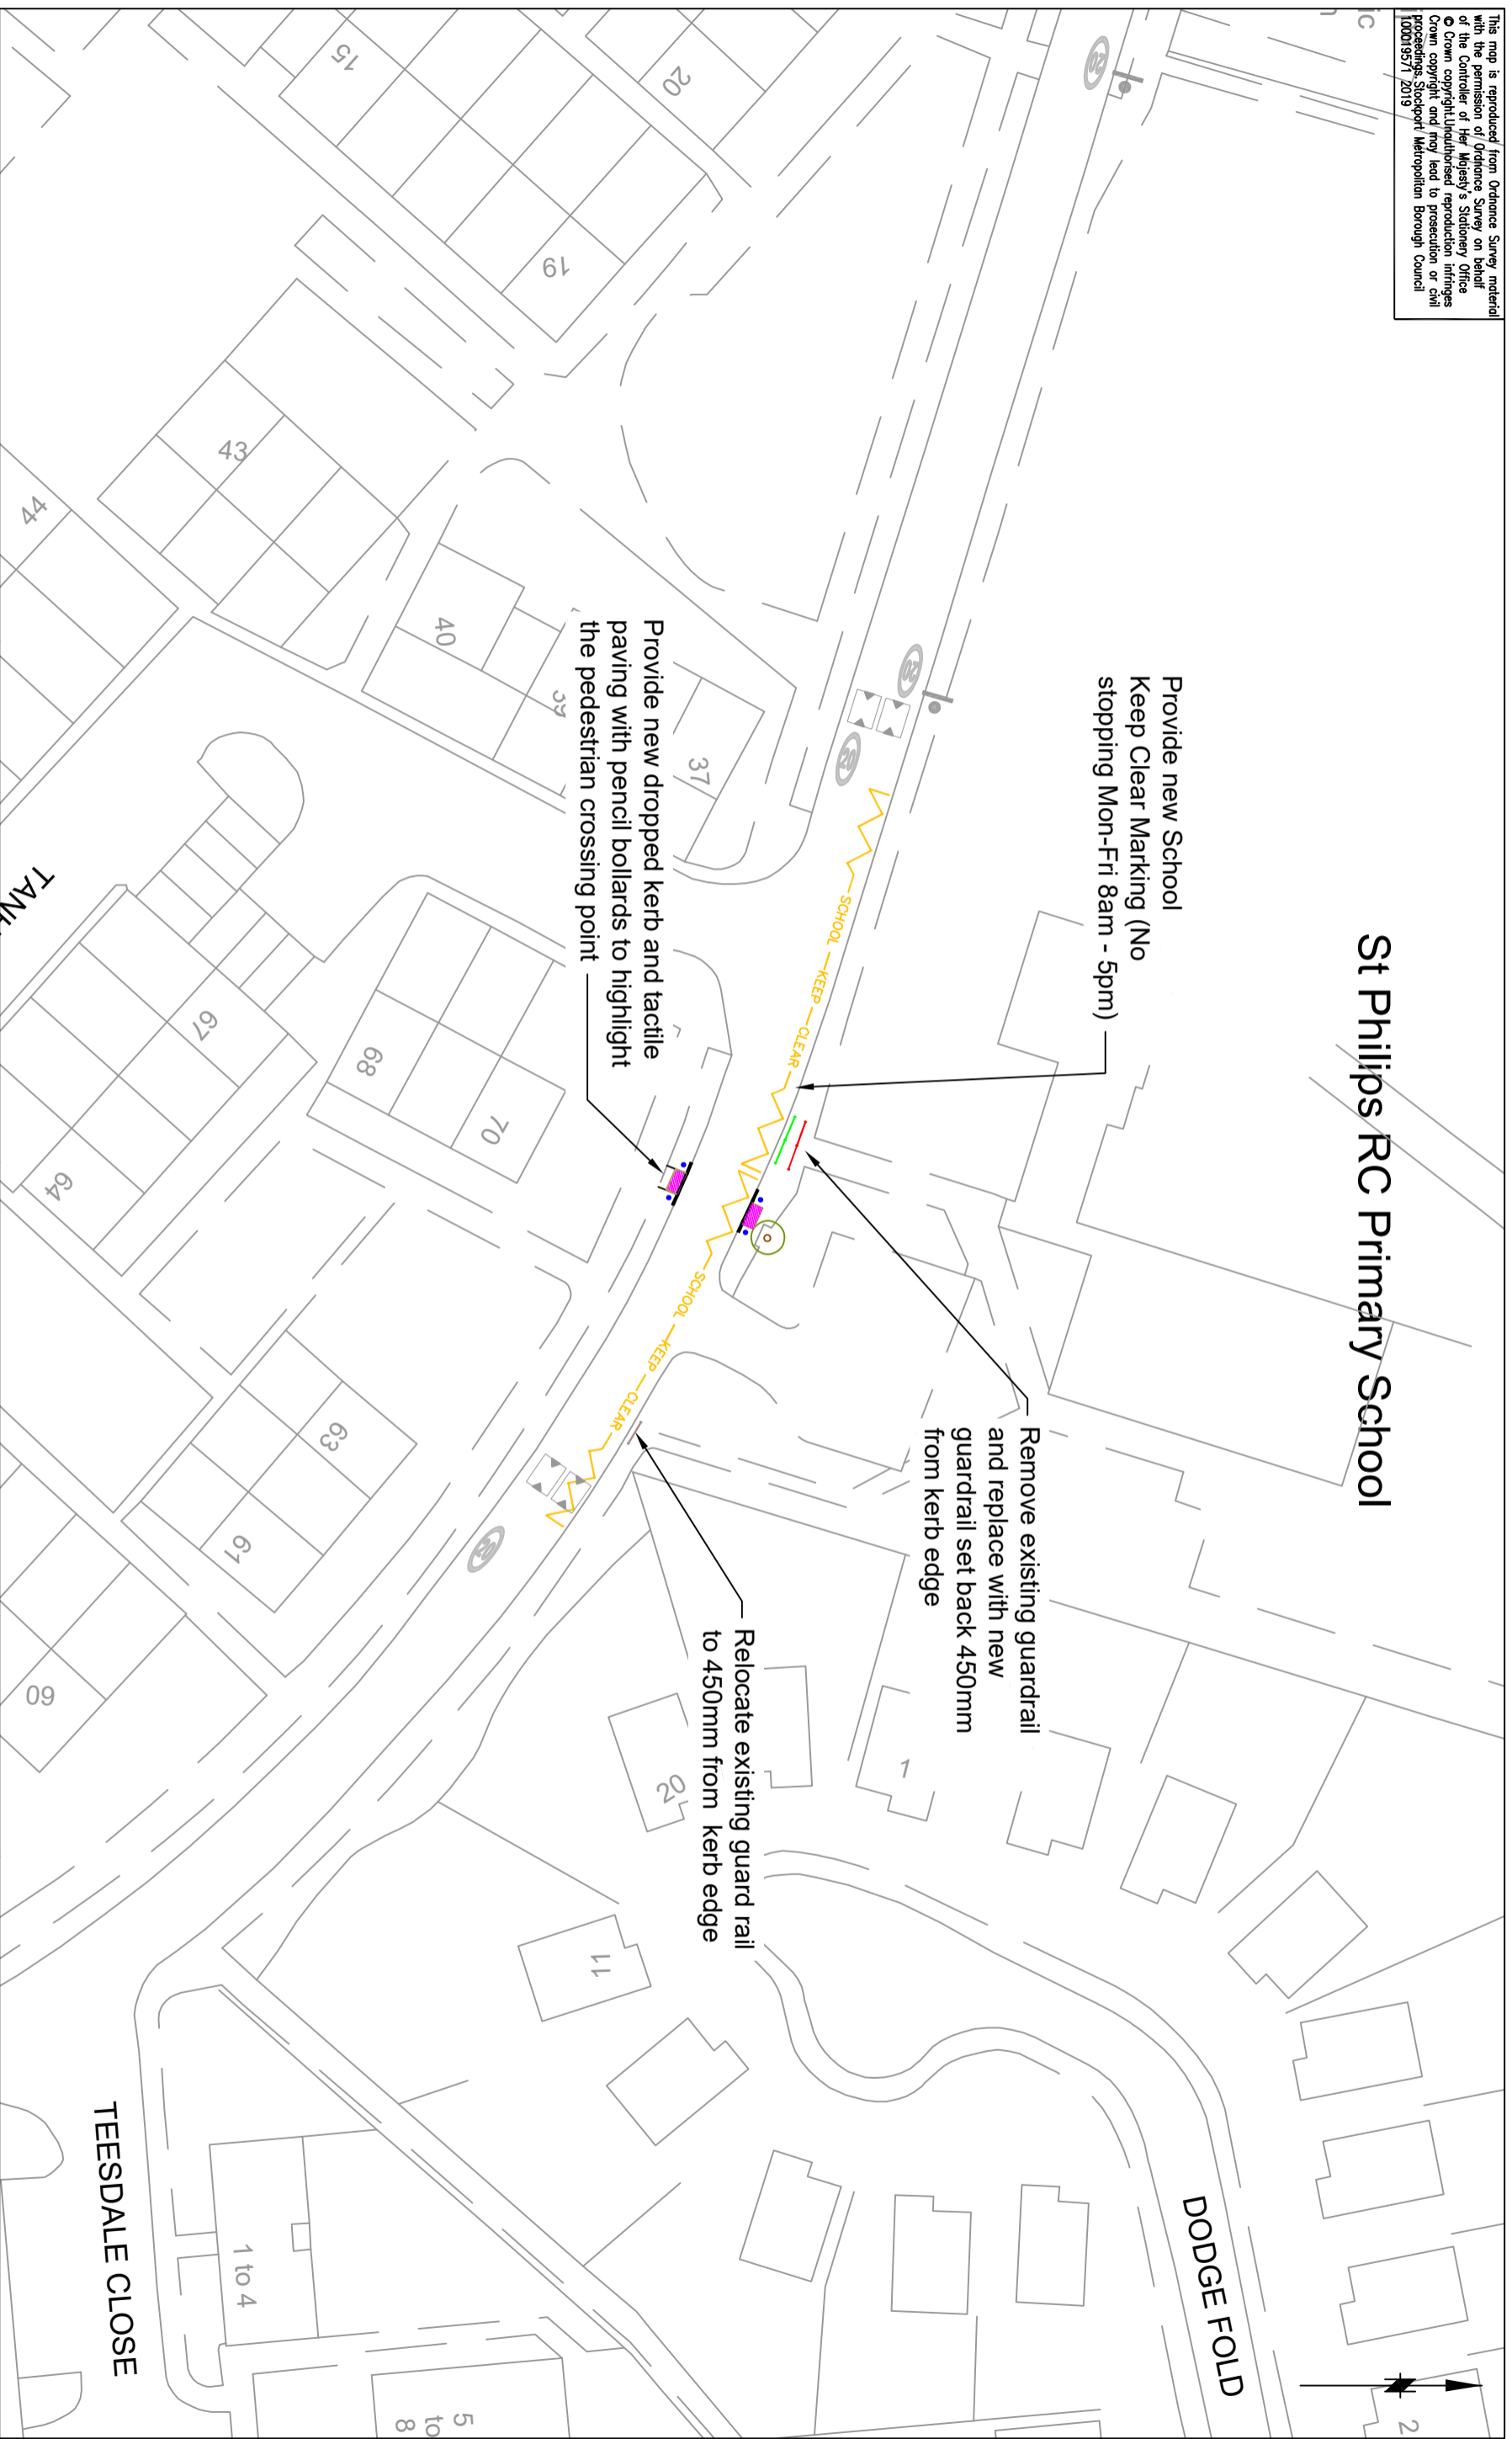 This map is reproduced from Ordnance Survey material
with the permission of Ordnance Survey on behalf
of the Controller of Her Majesty's Stationery Office
© Crown copyright.Unauthorised reproduction infringes
Crown copyright and may lead to prosecution or civil
proceedings. Stockport Metropolitan Borough Council
100019571 2019
St Philips RC Primary School
Provide new School
Keep Clear Marking (No
stopping Mon-Fri 8am - 5pm)
Remove existing guardrail
and replace with new
guardrail set back 450mm
from kerb edge
Relocate existing guard rail
to 450mm from kerb edge
Provide new dropped kerb and tactile
paving with pencil bollards to highlight
the pedestrian crossing point
SCHOOL KEEP CLEAR
SCHOOL KEEP CLEAR
DODGE FOLD
TEESDALE CLOSE
20
20
20
20
15
20
19
43
44
40
39
37
67
68
70
64
63
61
60
20
1
11
2
1 to 4
5
to
8
ic